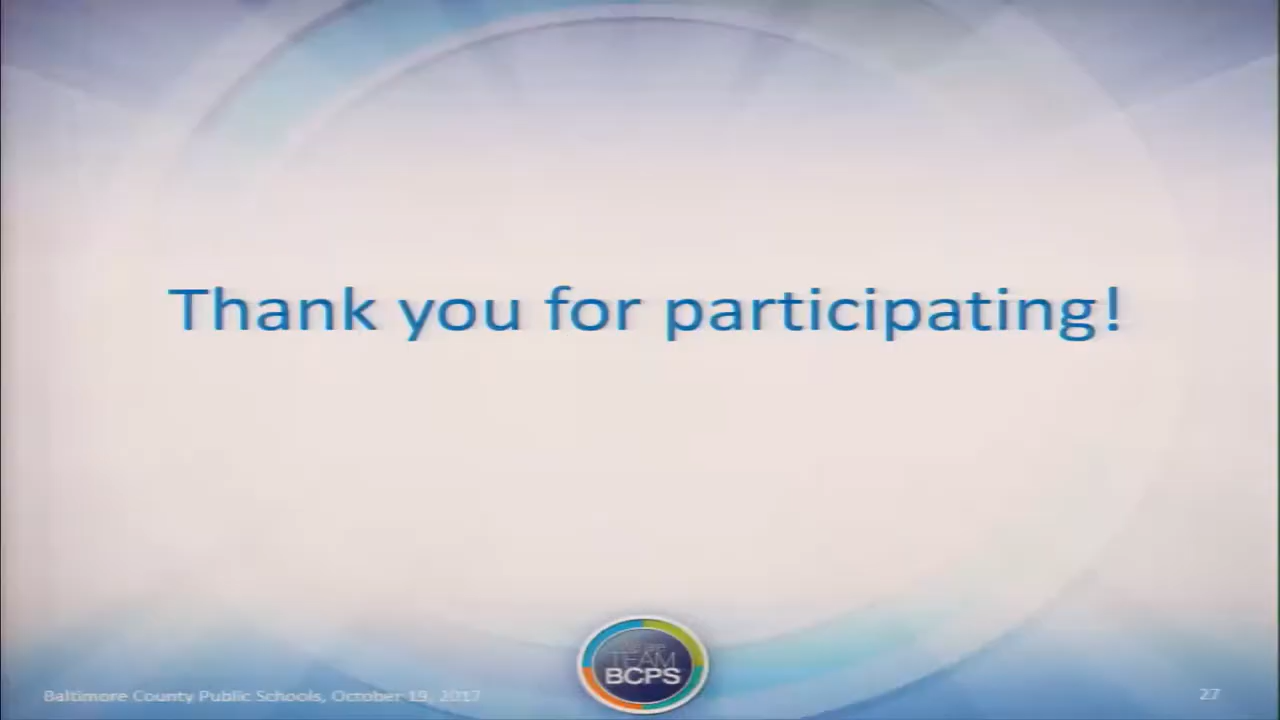 Thank you for participating!
TEAM
BCPS
Baltimore County Public Schools, October 19, 2017
27